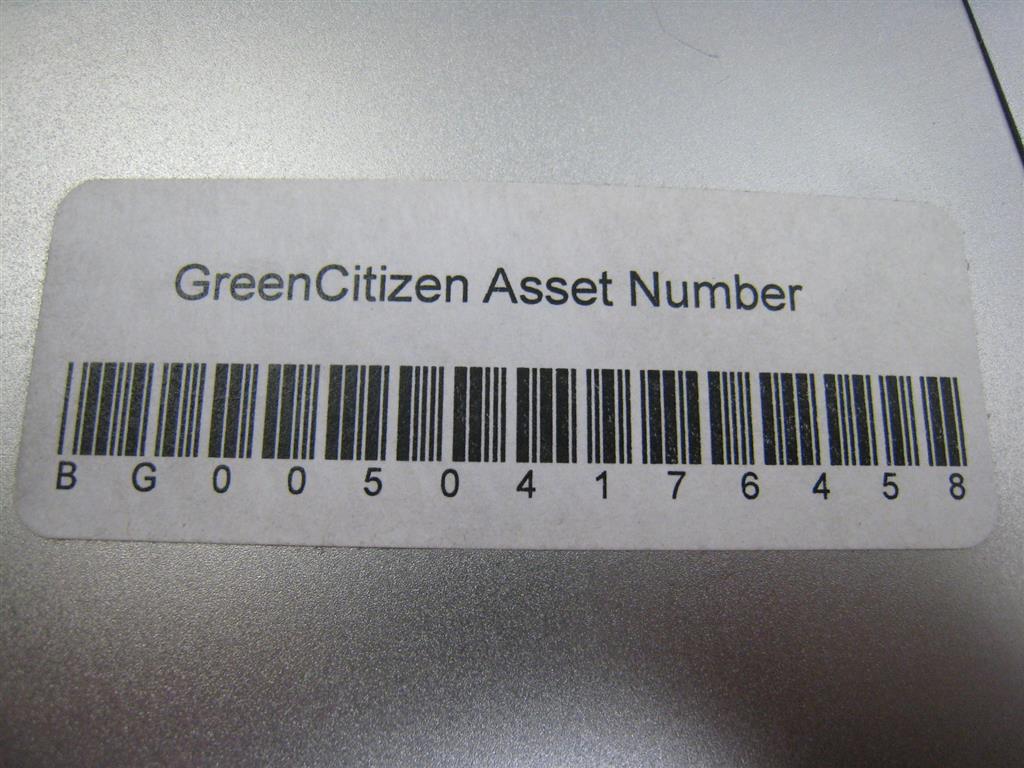 GreenCitizen Asset Number
B G 0 0 5 0 4 1 7 6 4 5 8